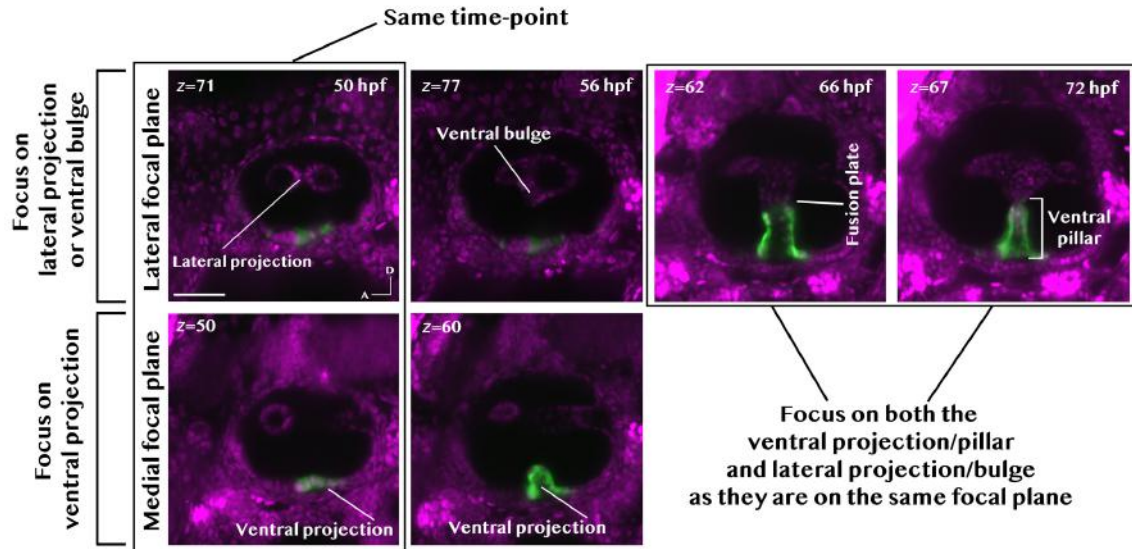 Same time-point
Focus on
lateral projection
or ventral bulge
Lateral focal plane
z=71
50 hpf
Lateral projection
D
A
z=77
56 hpf
Ventral bulge
z=62
66 hpf
Fusion plate
z=67
72 hpf
Ventral
pillar
Focus on
ventral projection
Medial focal plane
z=50
Ventral projection
z=60
Ventral projection
Focus on both the
ventral projection/pillar
and lateral projection/bulge
as they are on the same focal plane